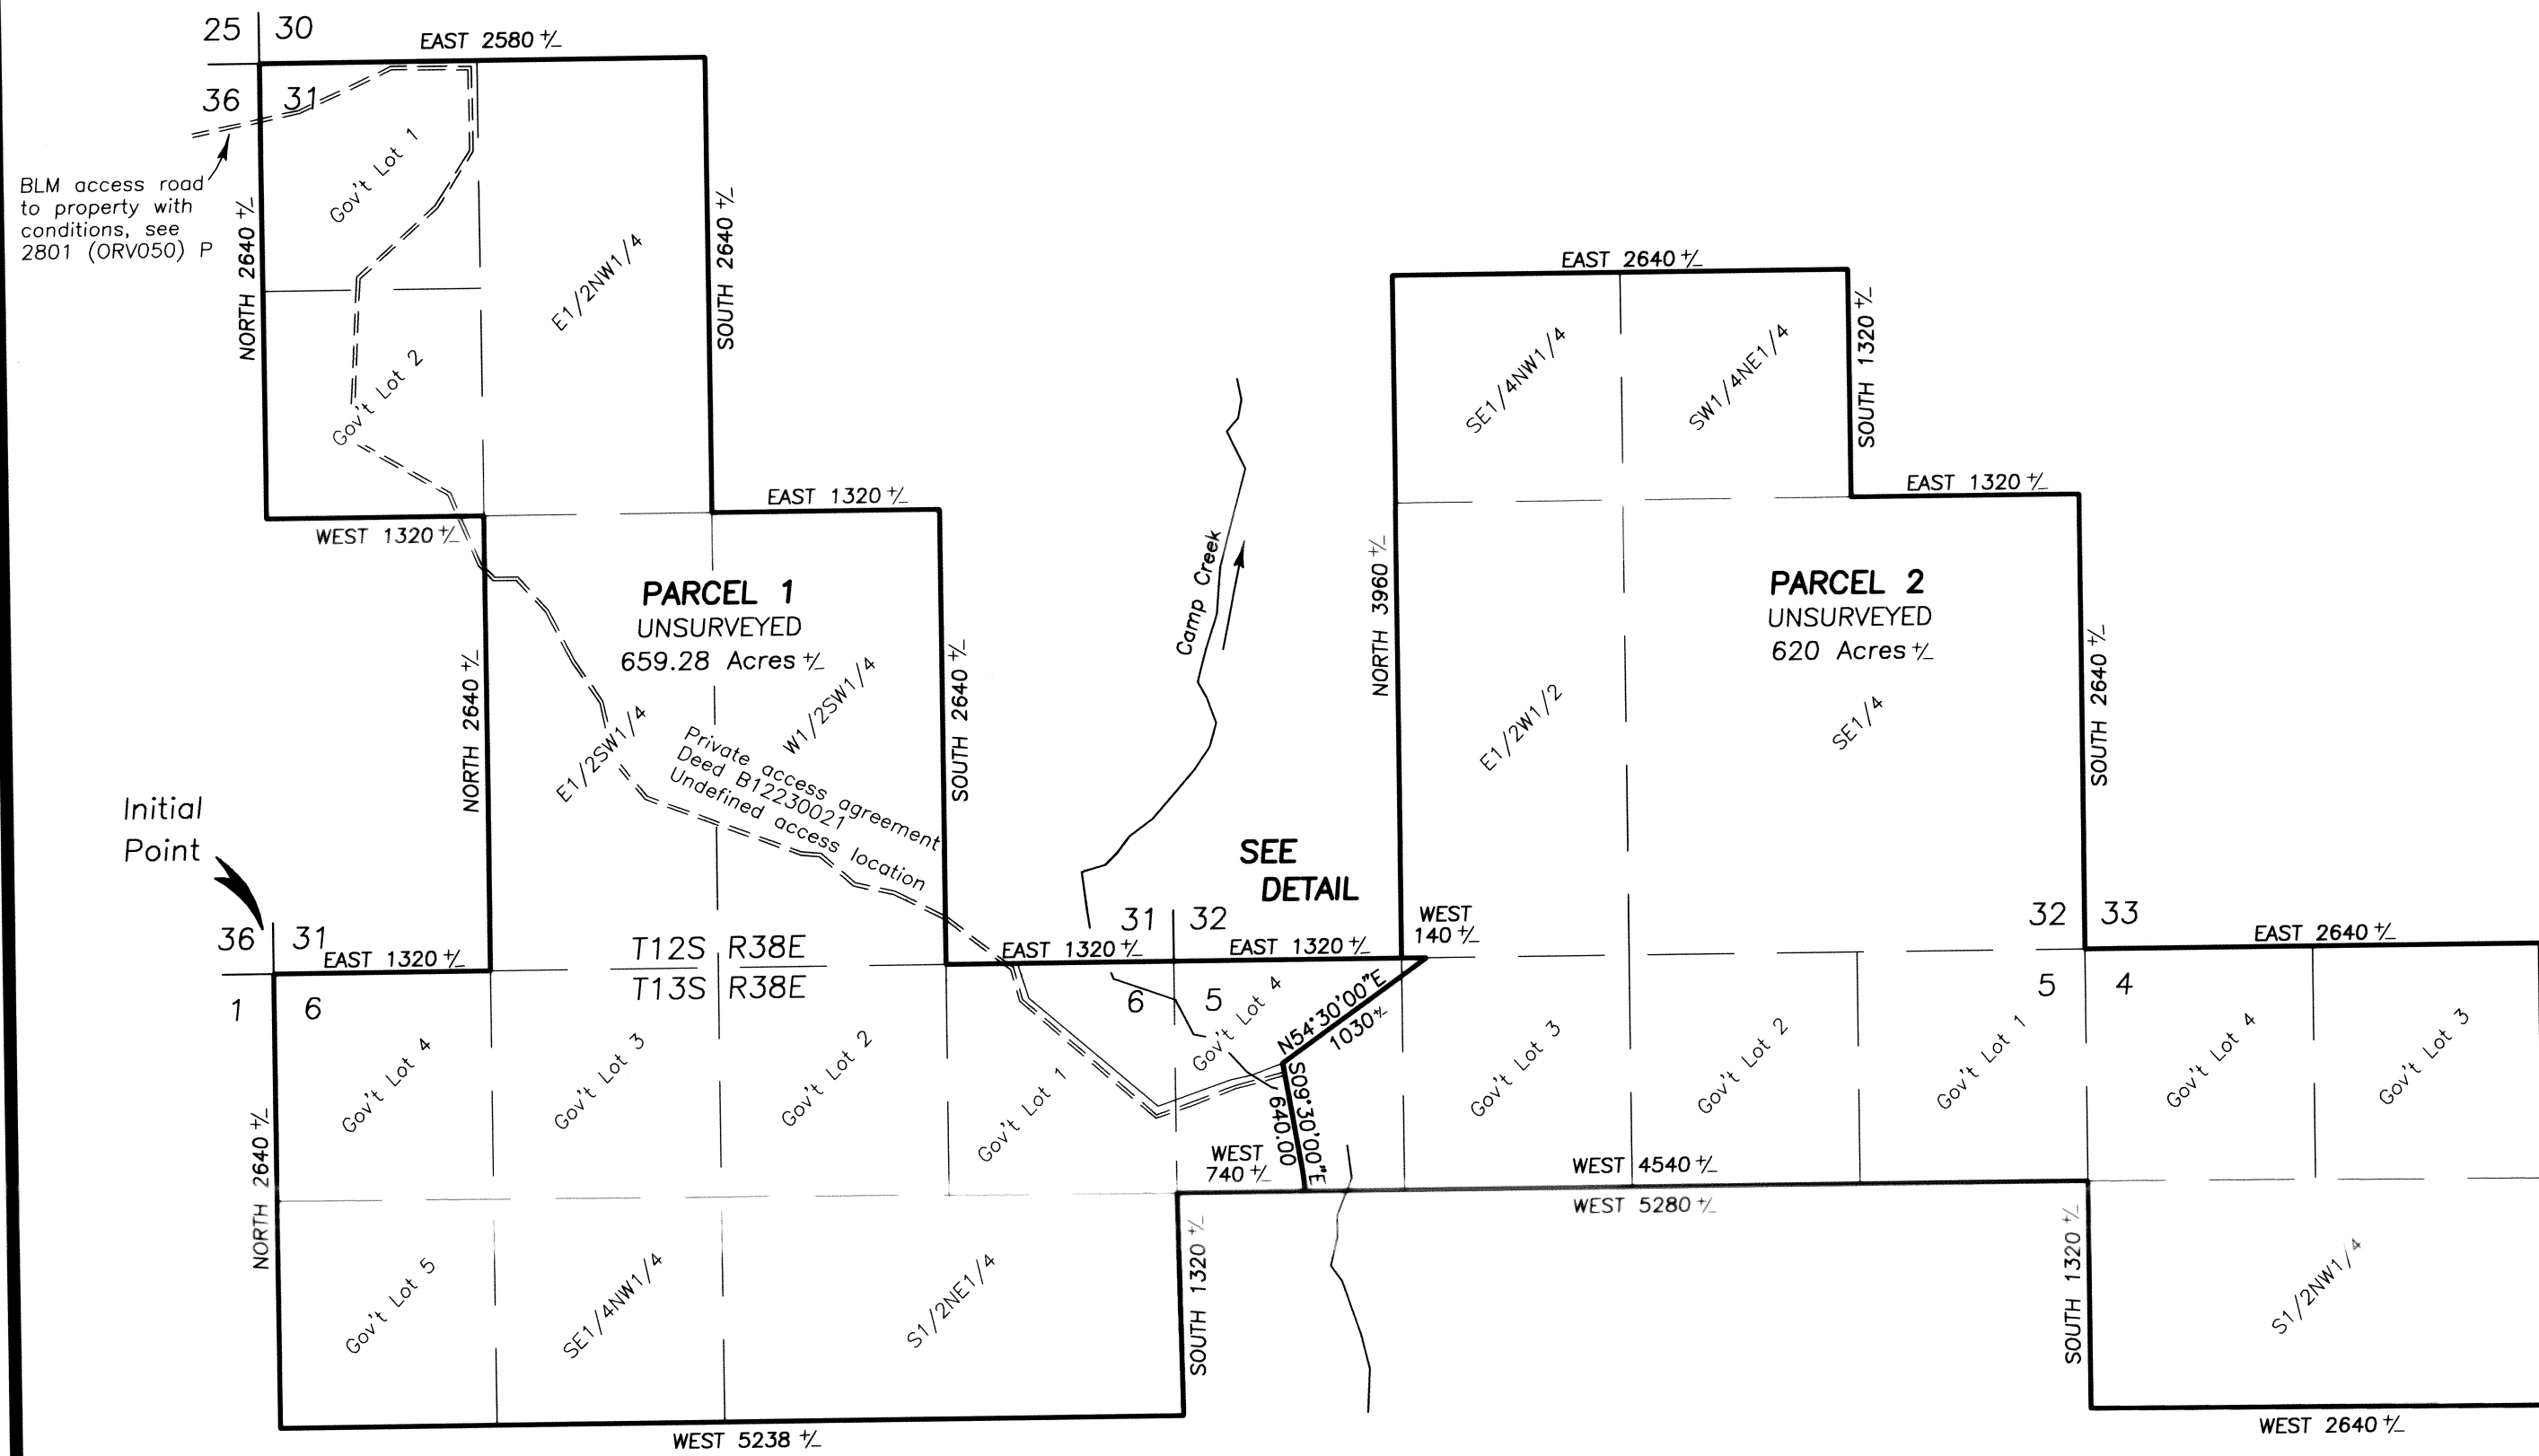 25 30
EAST 2580 +/-
36 31
BLM access road
to property with
conditions, see
2801 (ORV050) P
Gov't Lot 1
NORTH 2640 +/-
SOUTH 2640 +/-
E1/2NW1/4
Gov't Lot 2
WEST 1320 +/-
EAST 1320 +/-
EAST 2640 +/-
SE1/4NW1/4
SW1/4NE1/4
SOUTH 1320 +/-
EAST 1320 +/-
PARCEL 1
UNSURVEYED
659.28 Acres +/-
NORTH 2640 +/-
E1/2SW1/4
W1/2SW1/4
SOUTH 2640 +/-
Private access agreement
Deed B12230021
Undefined access location
Camp Creek
NORTH 3960 +/-
PARCEL 2
UNSURVEYED
620 Acres +/-
E1/2W1/2
SE1/4
SOUTH 2640 +/-
Initial
Point
SEE
DETAIL
36 31
EAST 1320 +/-
T12S R38E
T13S R38E
31 32
EAST 1320 +/-
EAST 1320 +/-
WEST
140 +/-
32 33
EAST 2640 +/-
1 6
6 5
5 4
Gov't Lot 4
Gov't Lot 3
Gov't Lot 2
Gov't Lot 1
Gov't Lot 4
N54°30'00"E
1030 +/-
S09°30'00"E
640.00
Gov't Lot 3
Gov't Lot 2
Gov't Lot 1
Gov't Lot 4
Gov't Lot 3
NORTH 2640 +/-
WEST
740 +/-
WEST 4540 +/-
WEST 5280 +/-
Gov't Lot 5
SE1/4NW1/4
S1/2NE1/4
SOUTH 1320 +/-
SOUTH 1320 +/-
S1/2NW1/4
WEST 5238 +/-
WEST 2640 +/-